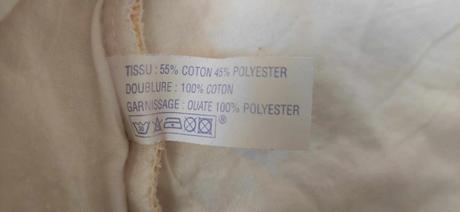 TISSU : 55% COTON 45% POLYESTER
DOUBLURE : 100% COTON
GARNISSAGE : OUATE 100% POLYESTER
®